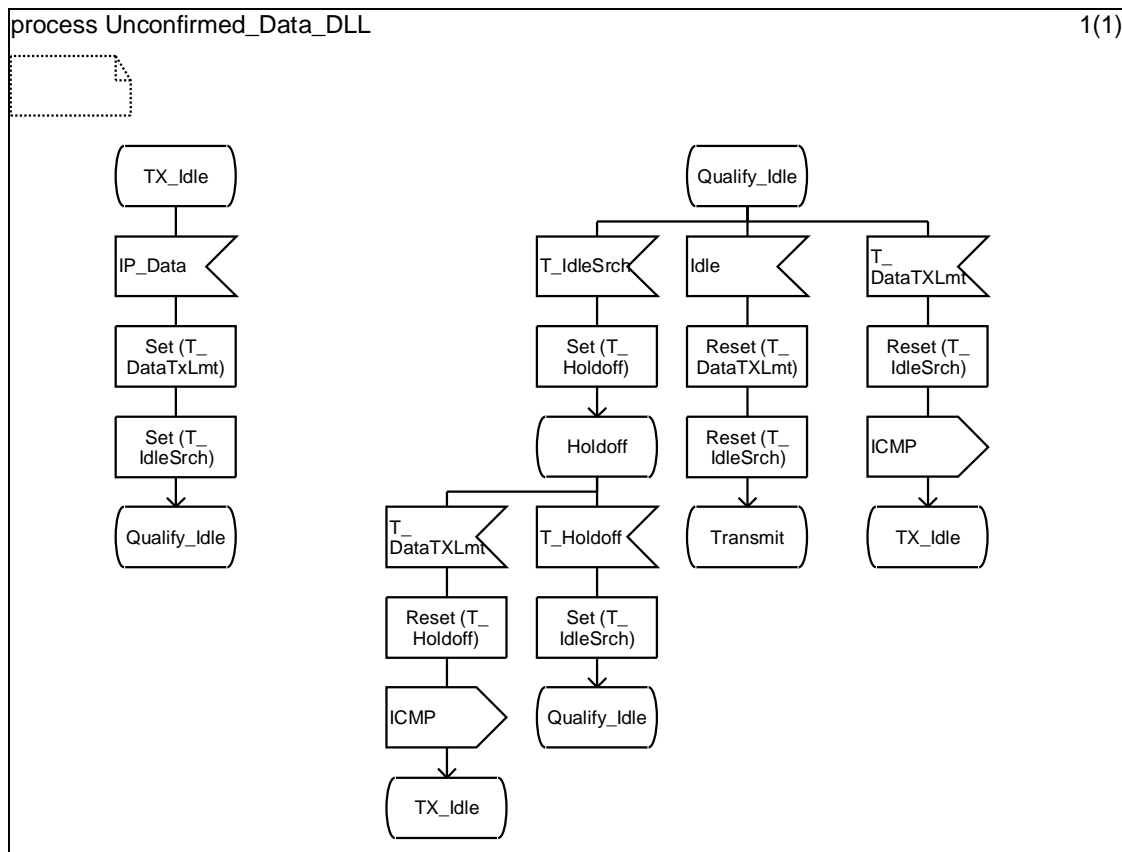 process Unconfirmed_Data_DLL
1(1)
TX_Idle
IP_Data
Set (T_
DataTxLmt)
Set (T_
IdleSrch)
Qualify_Idle
Qualify_Idle
T_IdleSrch
Set (T_
Holdoff)
Holdoff
T_
DataTXLmt
Reset (T_
Holdoff)
ICMP
TX_Idle
T_Holdoff
Set (T_
IdleSrch)
Qualify_Idle
Idle
Reset (T_
DataTXLmt)
Reset (T_
IdleSrch)
Transmit
T_
DataTXLmt
Reset (T_
IdleSrch)
ICMP
TX_Idle